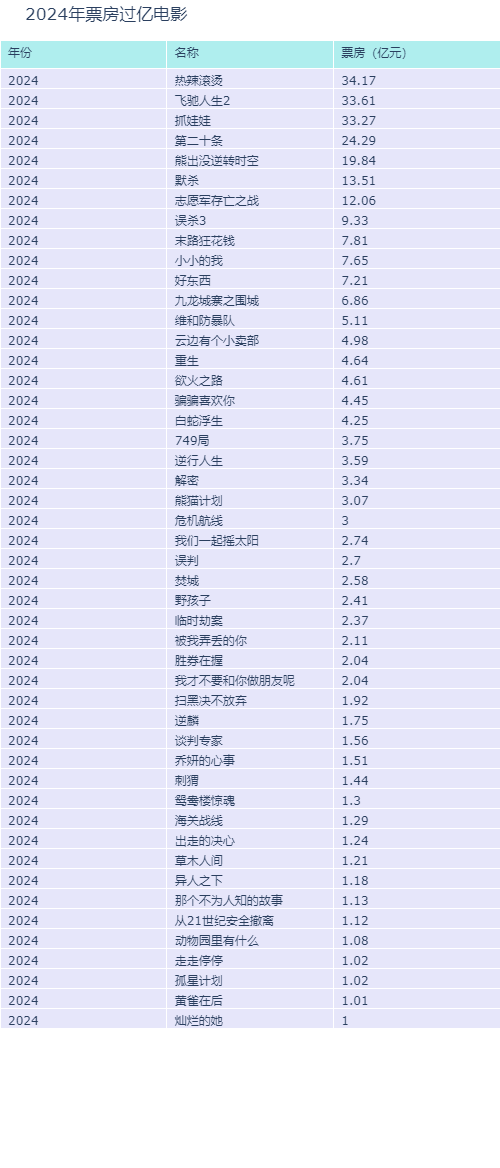 2024年票房过亿电影
年份 名称 票房（亿元）
2024 热辣滚烫 34.17
2024 飞驰人生2 33.61
2024 抓娃娃 33.27
2024 第二十条 24.29
2024 熊出没逆转时空 19.84
2024 默杀 13.51
2024 志愿军存亡之战 12.06
2024 误杀3 9.33
2024 末路狂花钱 7.81
2024 小小的我 7.65
2024 好东西 7.21
2024 九龙城寨之围城 6.86
2024 维和防暴队 5.11
2024 云边有个小卖部 4.98
2024 重生 4.64
2024 欲火之路 4.61
2024 骗骗喜欢你 4.45
2024 白蛇浮生 4.25
2024 749局 3.75
2024 逆行人生 3.59
2024 解密 3.34
2024 熊猫计划 3.07
2024 危机航线 3
2024 我们一起摇太阳 2.74
2024 误判 2.7
2024 焚城 2.58
2024 野孩子 2.41
2024 临时劫案 2.37
2024 被我弄丢的你 2.11
2024 胜券在握 2.04
2024 我才不要和你做朋友呢 2.04
2024 扫黑决不放弃 1.92
2024 逆鳞 1.75
2024 谈判专家 1.56
2024 乔妍的心事 1.51
2024 刺猬 1.44
2024 鸳鸯楼惊魂 1.3
2024 海关战线 1.29
2024 出走的决心 1.24
2024 草木人间 1.21
2024 异人之下 1.18
2024 那个不为人知的故事 1.13
2024 从21世纪安全撤离 1.12
2024 动物园里有什么 1.08
2024 走走停停 1.02
2024 孤星计划 1.02
2024 黄雀在后 1.01
2024 灿烂的她 1